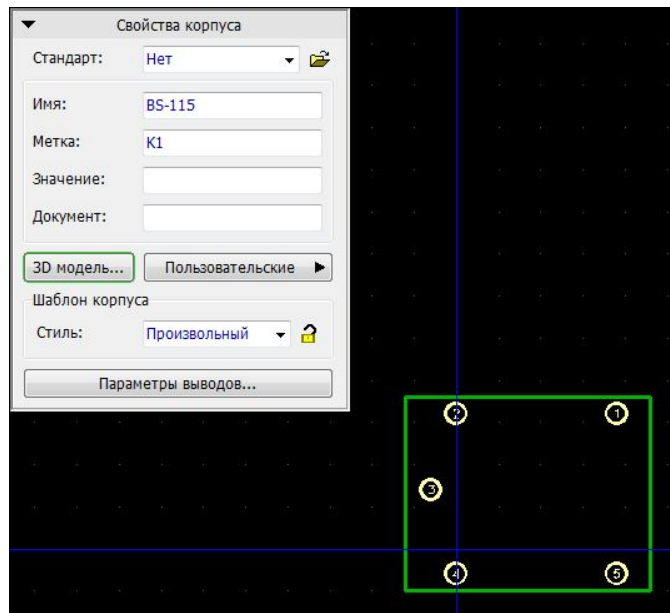 Свойства корпуса
Стандарт: Нет
Имя: BS-115
Метка: K1
Значение:
Документ:
3D модель... Пользовательские
Шаблон корпуса
Стиль: Произвольный
Параметры выводов...
2 1
3
4 5